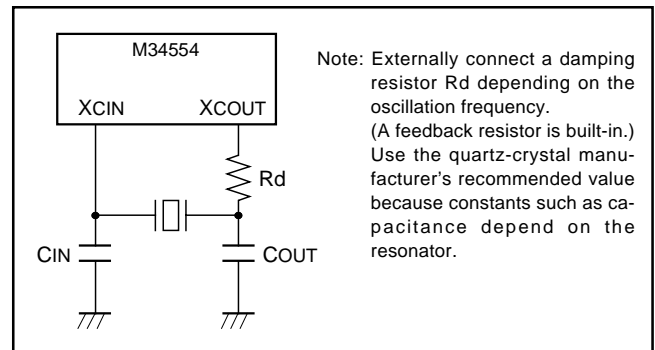 M34554
XCIN XCOUT
Rd
CIN COUT
Note: Externally connect a damping
resistor Rd depending on the
oscillation frequency.
(A feedback resistor is built-in.)
Use the quartz-crystal manu-
facturer's recommended value
because constants such as ca-
pacitance depend on the
resonator.